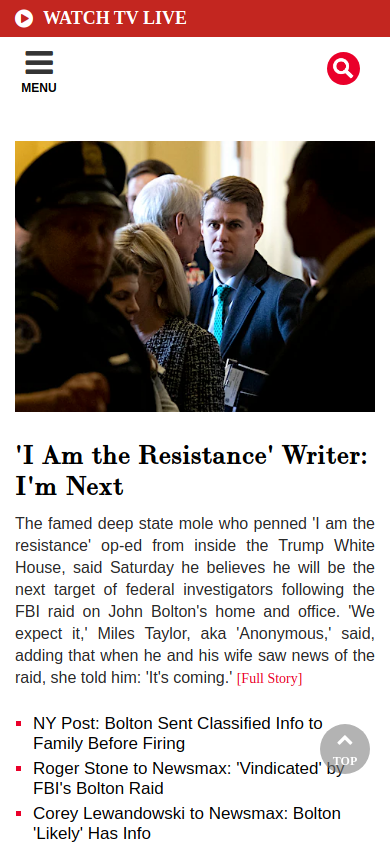 WATCH TV LIVE
MENU
'I Am the Resistance' Writer:
I'm Next
The famed deep state mole who penned 'I am the
resistance' op-ed from inside the Trump White
House, said Saturday he believes he will be the
next target of federal investigators following the
FBI raid on John Bolton's home and office. 'We
expect it,' Miles Taylor, aka 'Anonymous,' said,
adding that when he and his wife saw news of the
raid, she told him: 'It's coming.' [Full Story]
NY Post: Bolton Sent Classified Info to
Family Before Firing
Roger Stone to Newsmax: 'Vindicated' by
FBI's Bolton Raid
Corey Lewandowski to Newsmax: Bolton
'Likely' Has Info
TOP